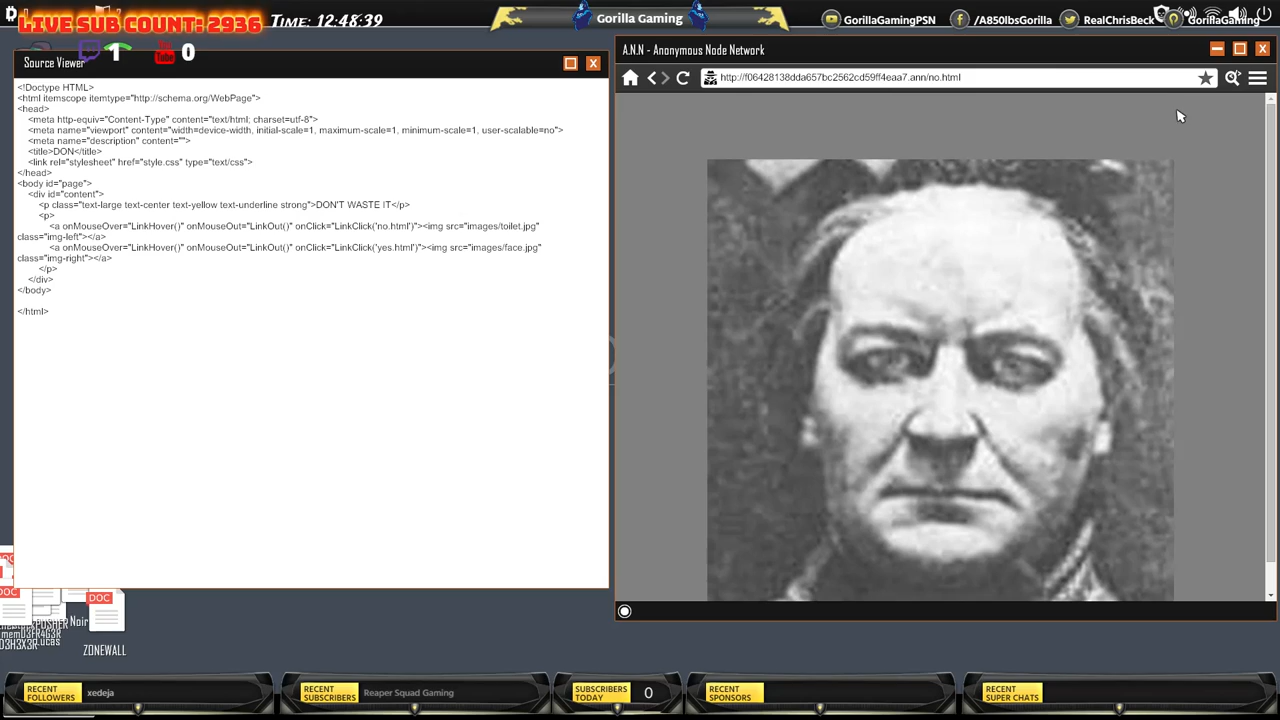 LIVE SUB COUNT: 2936
TIME: 12:48:39
Gorilla Gaming
GorillaGamingPSN
/A850lbsGorilla
RealChrisBeck
GorillaGaming
1
0
Source Viewer
<!Doctype HTML>
<html itemscope itemtype="http://schema.org/WebPage">
<head>
<meta http-equiv="Content-Type" content="text/html; charset=utf-8">
<meta name="viewport" content="width=device-width, initial-scale=1, maximum-scale=1, minimum-scale=1, user-scalable=no">
<meta name="description" content="">
<title>DON</title>
<link rel="stylesheet" href="style.css" type="text/css">
</head>
<body id="page">
<div id="content">
<p class="text-large text-center text-yellow text-underline strong">DON'T WASTE IT</p>
<p>
<a onMouseOver="LinkHover()" onMouseOut="LinkOut()" onClick="LinkClick('no.html')"><img src="images/toilet.jpg"
class="img-left"></a>
<a onMouseOver="LinkHover()" onMouseOut="LinkOut()" onClick="LinkClick('yes.html')"><img src="images/face.jpg"
class="img-right"></a>
</p>
</div>
</body>
</html>
A.N.N - Anonymous Node Network
http://f06428138dda657bc2562cd59ff4eaa7.ann/no.html
DOC
DOC
DOC
ZONEWALL
RECENT
FOLLOWERS
xedeja
RECENT
SUBSCRIBERS
Reaper Squad Gaming
SUBSCRIBERS
TODAY
0
RECENT
SPONSORS
RECENT
SUPER CHATS